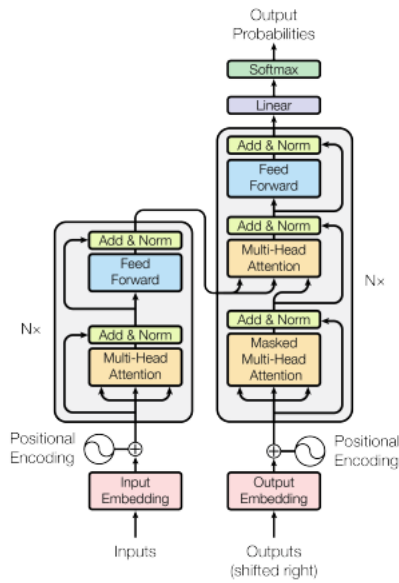 Output
Probabilities
Softmax
Linear
Add & Norm
Feed
Forward
Add & Norm
Multi-Head
Attention
Add & Norm
Masked
Multi-Head
Attention
N×
Add & Norm
Feed
Forward
Add & Norm
Multi-Head
Attention
N×
Positional
Encoding
Positional
Encoding
Input
Embedding
Output
Embedding
Inputs
Outputs
(shifted right)